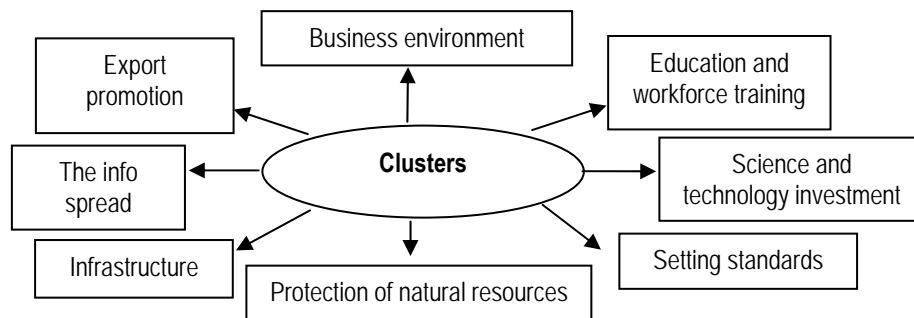 Business environment
Export
promotion
Education and
workforce training
Clusters
The info
spread
Science and
technology investment
Infrastructure
Setting standards
Protection of natural resources